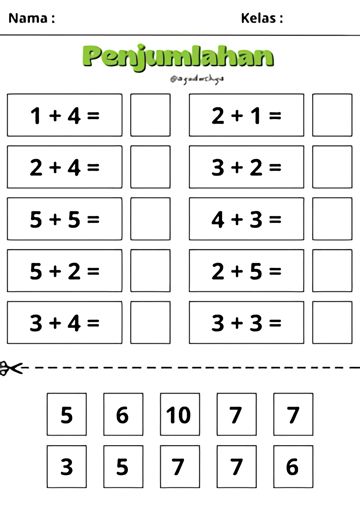 Nama : Kelas :
Penjumlahan
1 + 4 = 2 + 1 =
2 + 4 = 3 + 2 =
5 + 5 = 4 + 3 =
5 + 2 = 2 + 5 =
3 + 4 = 3 + 3 =
5 6 10 7 7
3 5 7 7 6